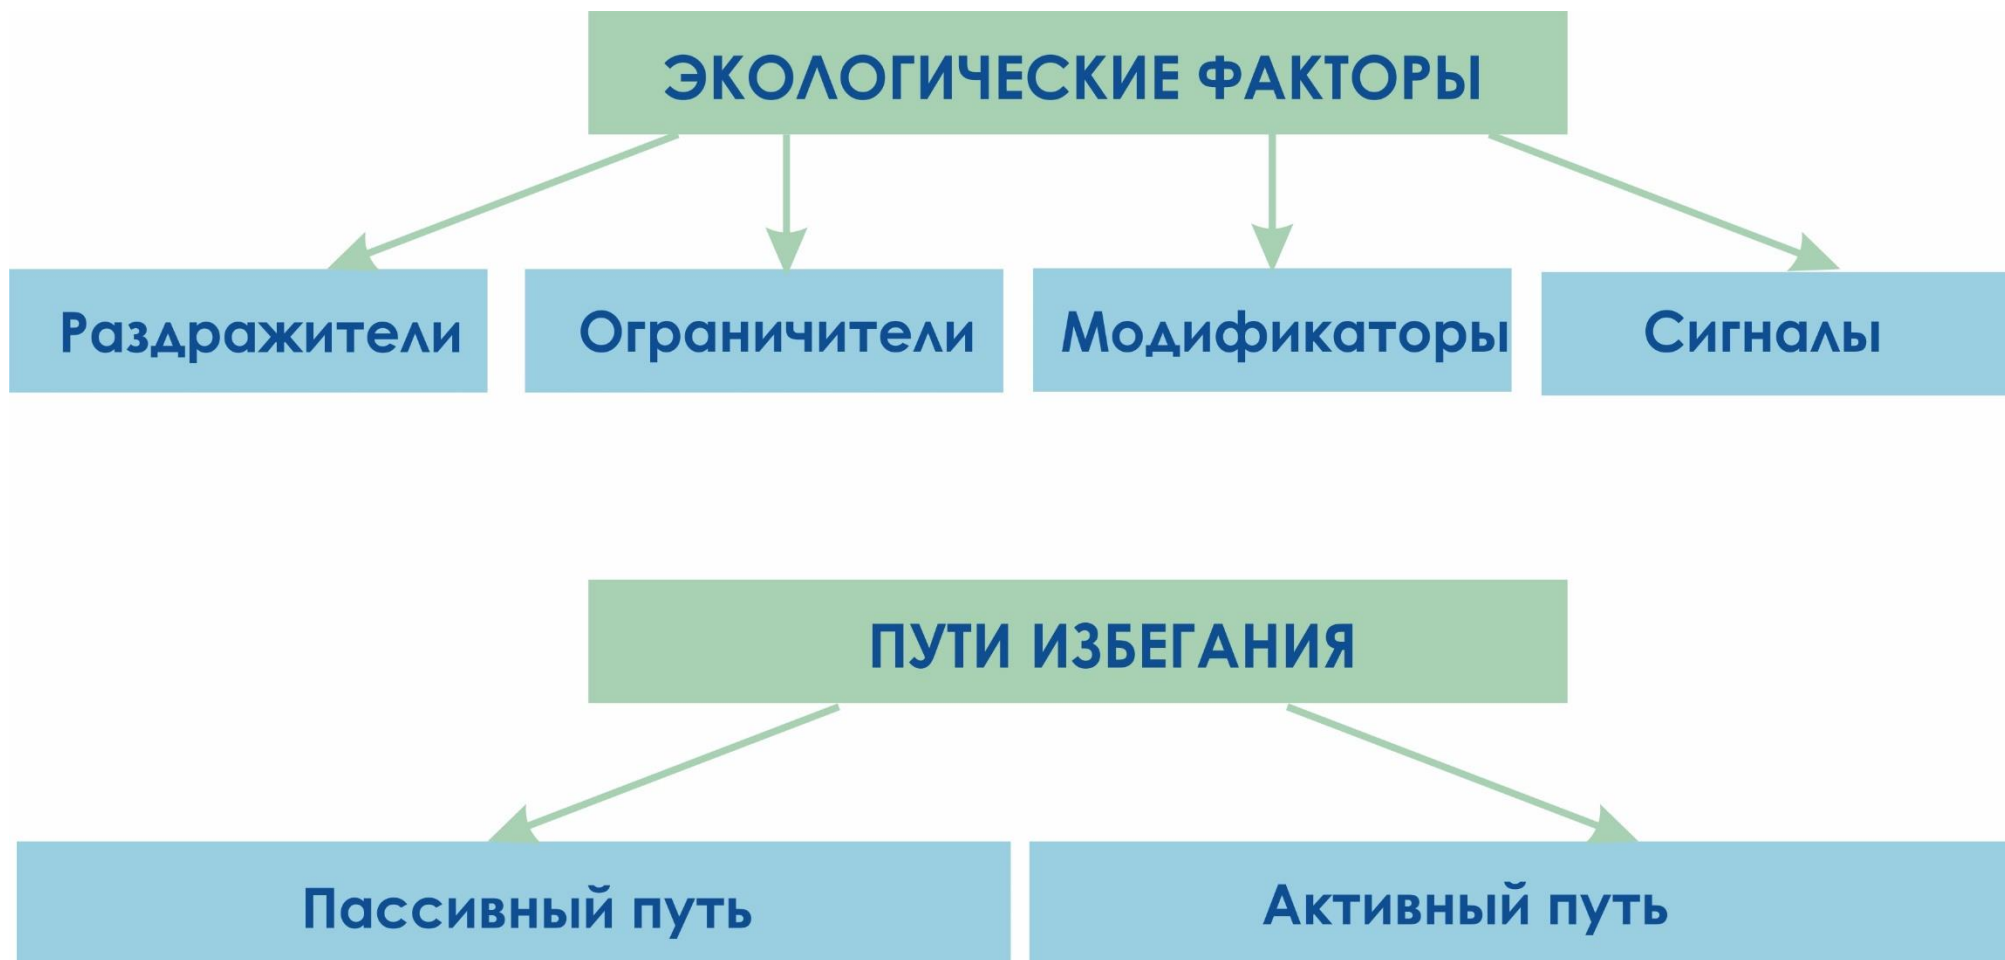 ЭКОЛОГИЧЕСКИЕ ФАКТОРЫ
Раздражители
Ограничители
Модификаторы
Сигналы
ПУТИ ИЗБЕГАНИЯ
Пассивный путь
Активный путь